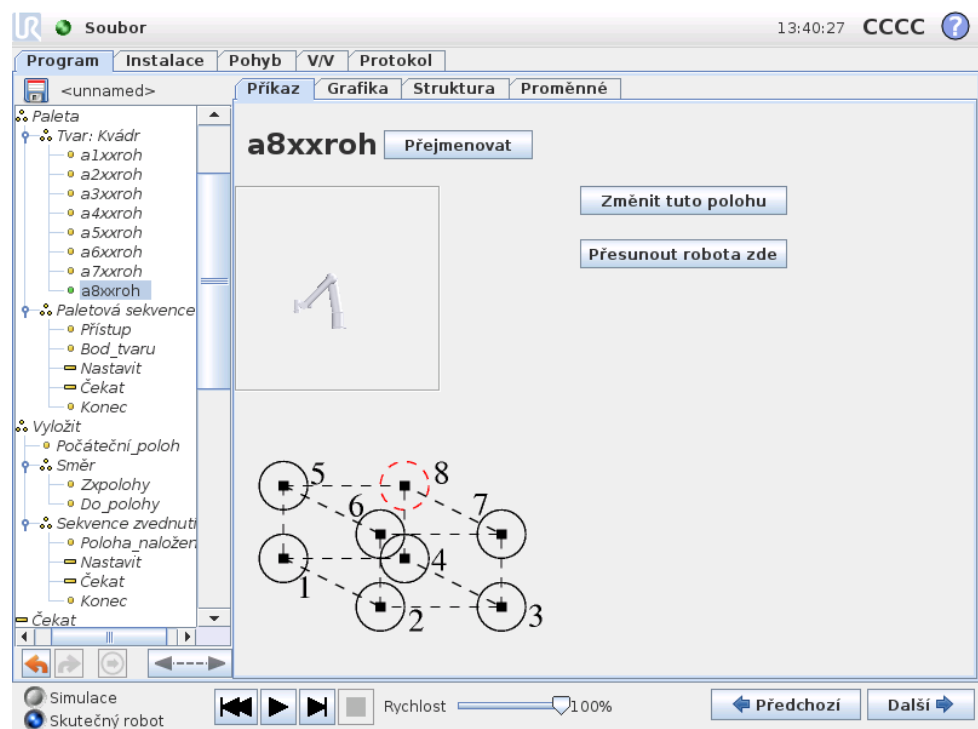 UR Soubor 13:40:27 CCCC ?
Program Instalace Pohyb V/V Protokol
<unnamed>
Příkaz Grafika Struktura Proměnné
Paleta
Tvar: Kvádr
a1xxroh
a2xxroh
a3xxroh
a4xxroh
a5xxroh
a6xxroh
a7xxroh
a8xxroh
Paletová sekvence
Přístup
Bod_tvaru
Nastavit
Čekat
Konec
Vyložit
Počáteční_poloh
Směr
Zxpolohy
Do_polohy
Sekvence zvednutí
Poloha_naložen
Nastavit
Čekat
Konec
Čekat
a8xxroh Přejmenovat
Změnit tuto polohu
Přesunout robota zde
5 8
6 7
1 4
2 3
Simulace
Skutečný robot
Rychlost 100%
Předchozí Další